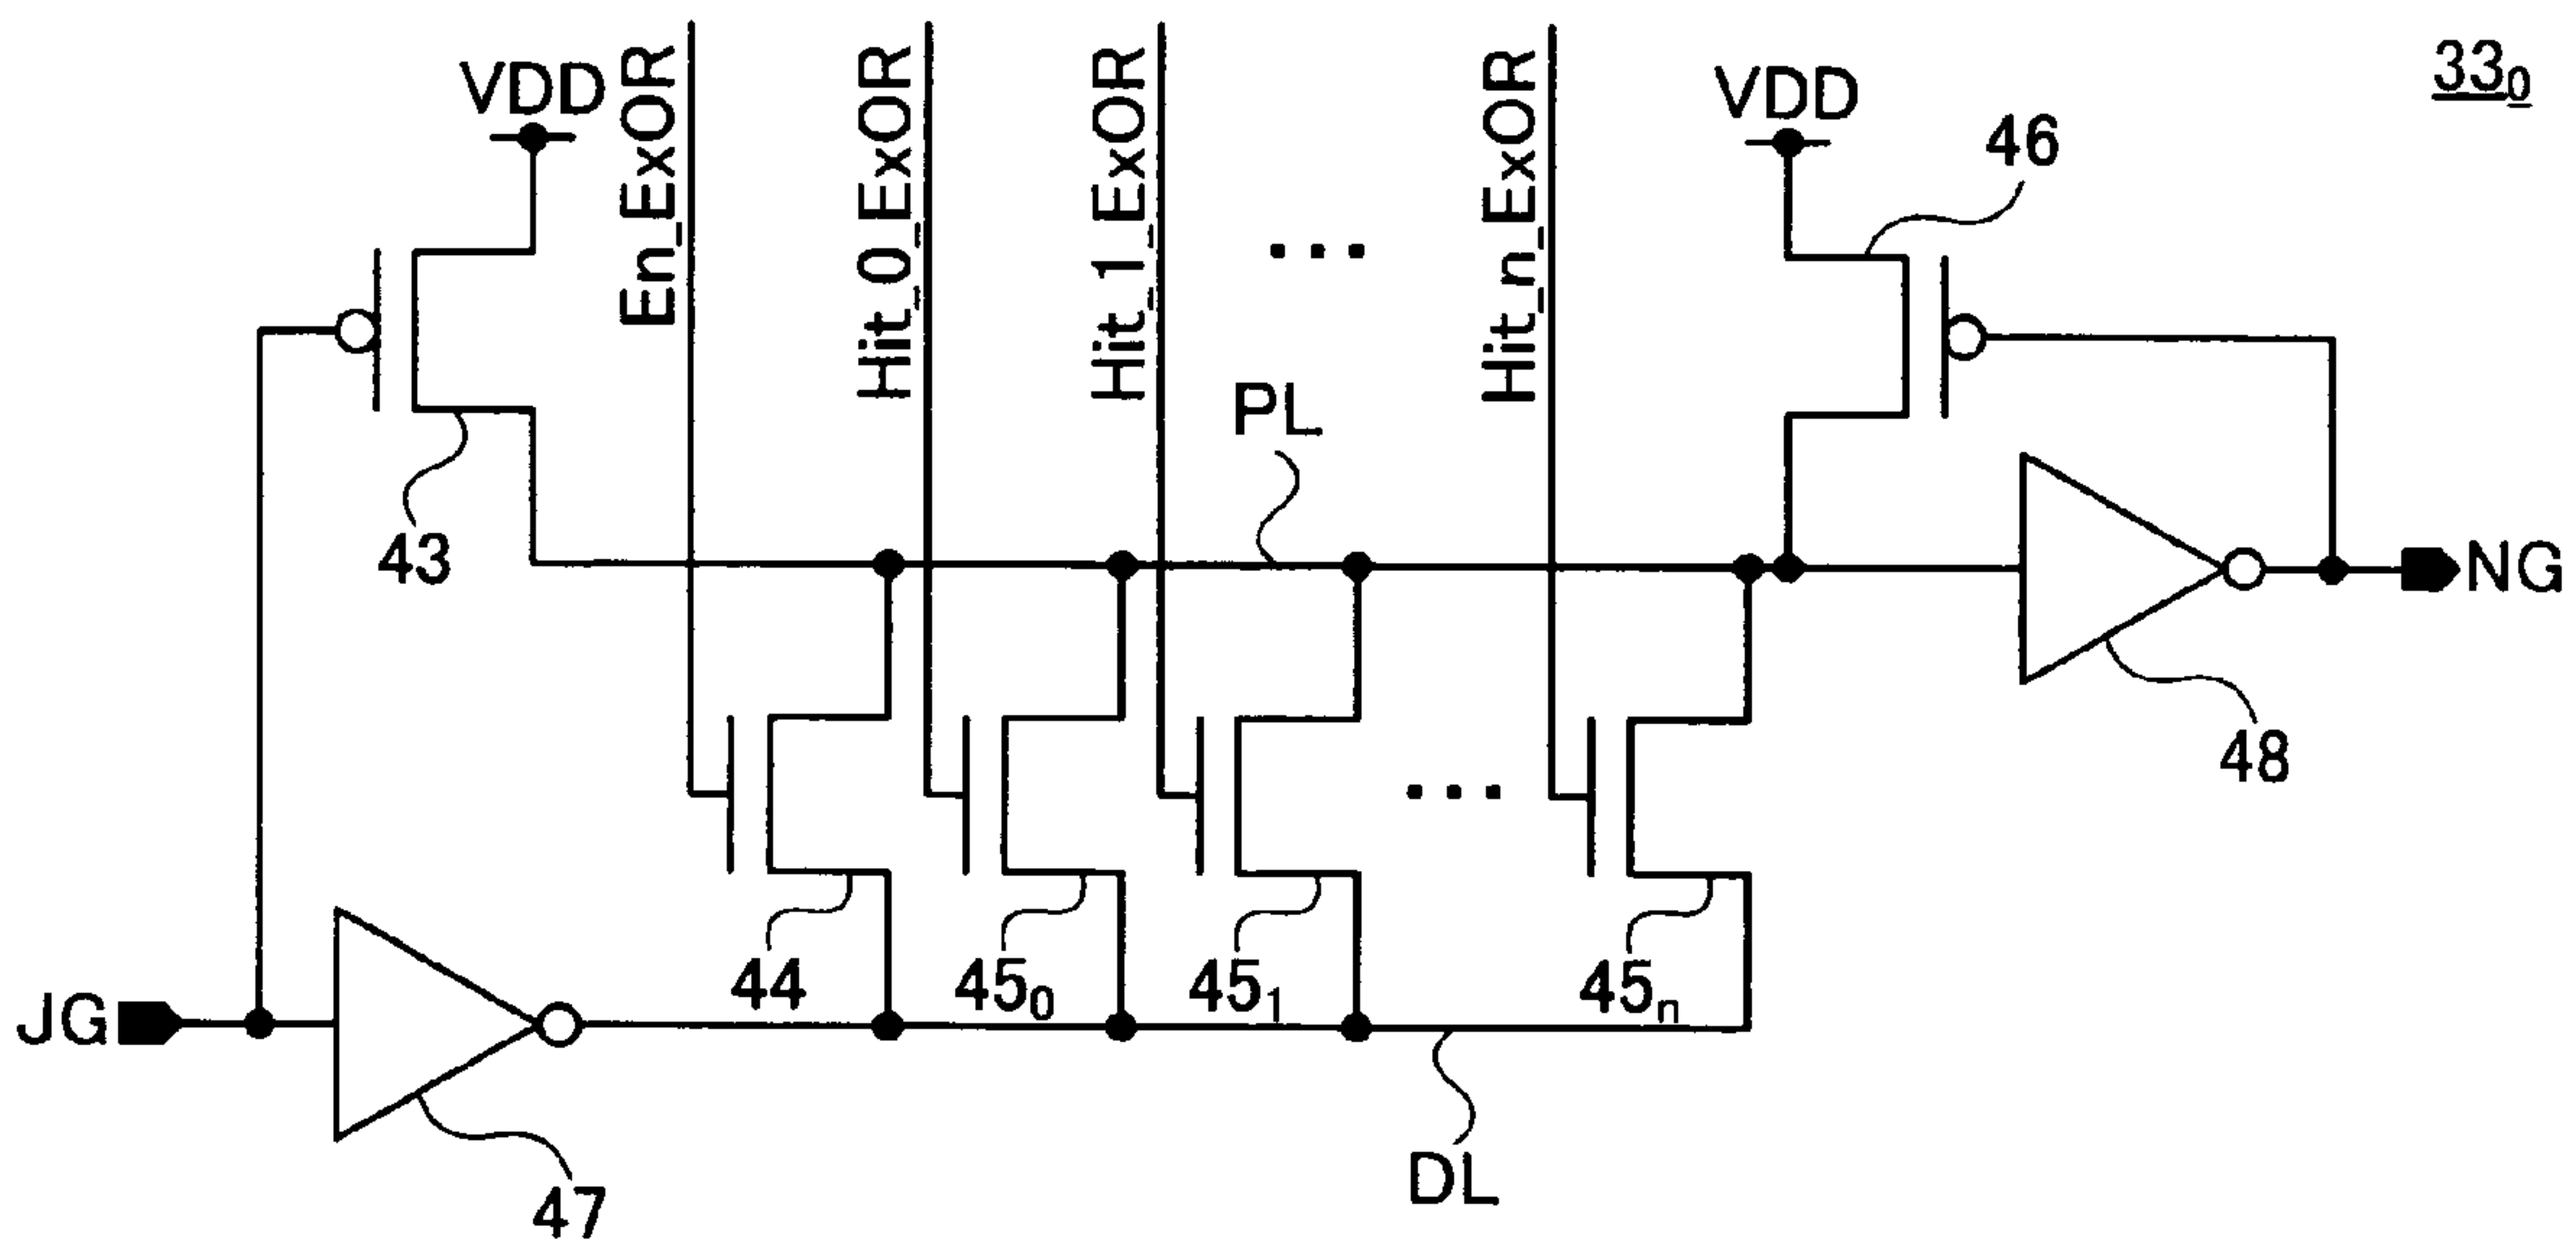 33₀
VDD
En_ExOR
Hit_0_ExOR
Hit_1_ExOR
...
Hit_n_ExOR
VDD
46
PL
43
NG
48
...
44
45₀
45₁
45ₙ
JG
47
DL